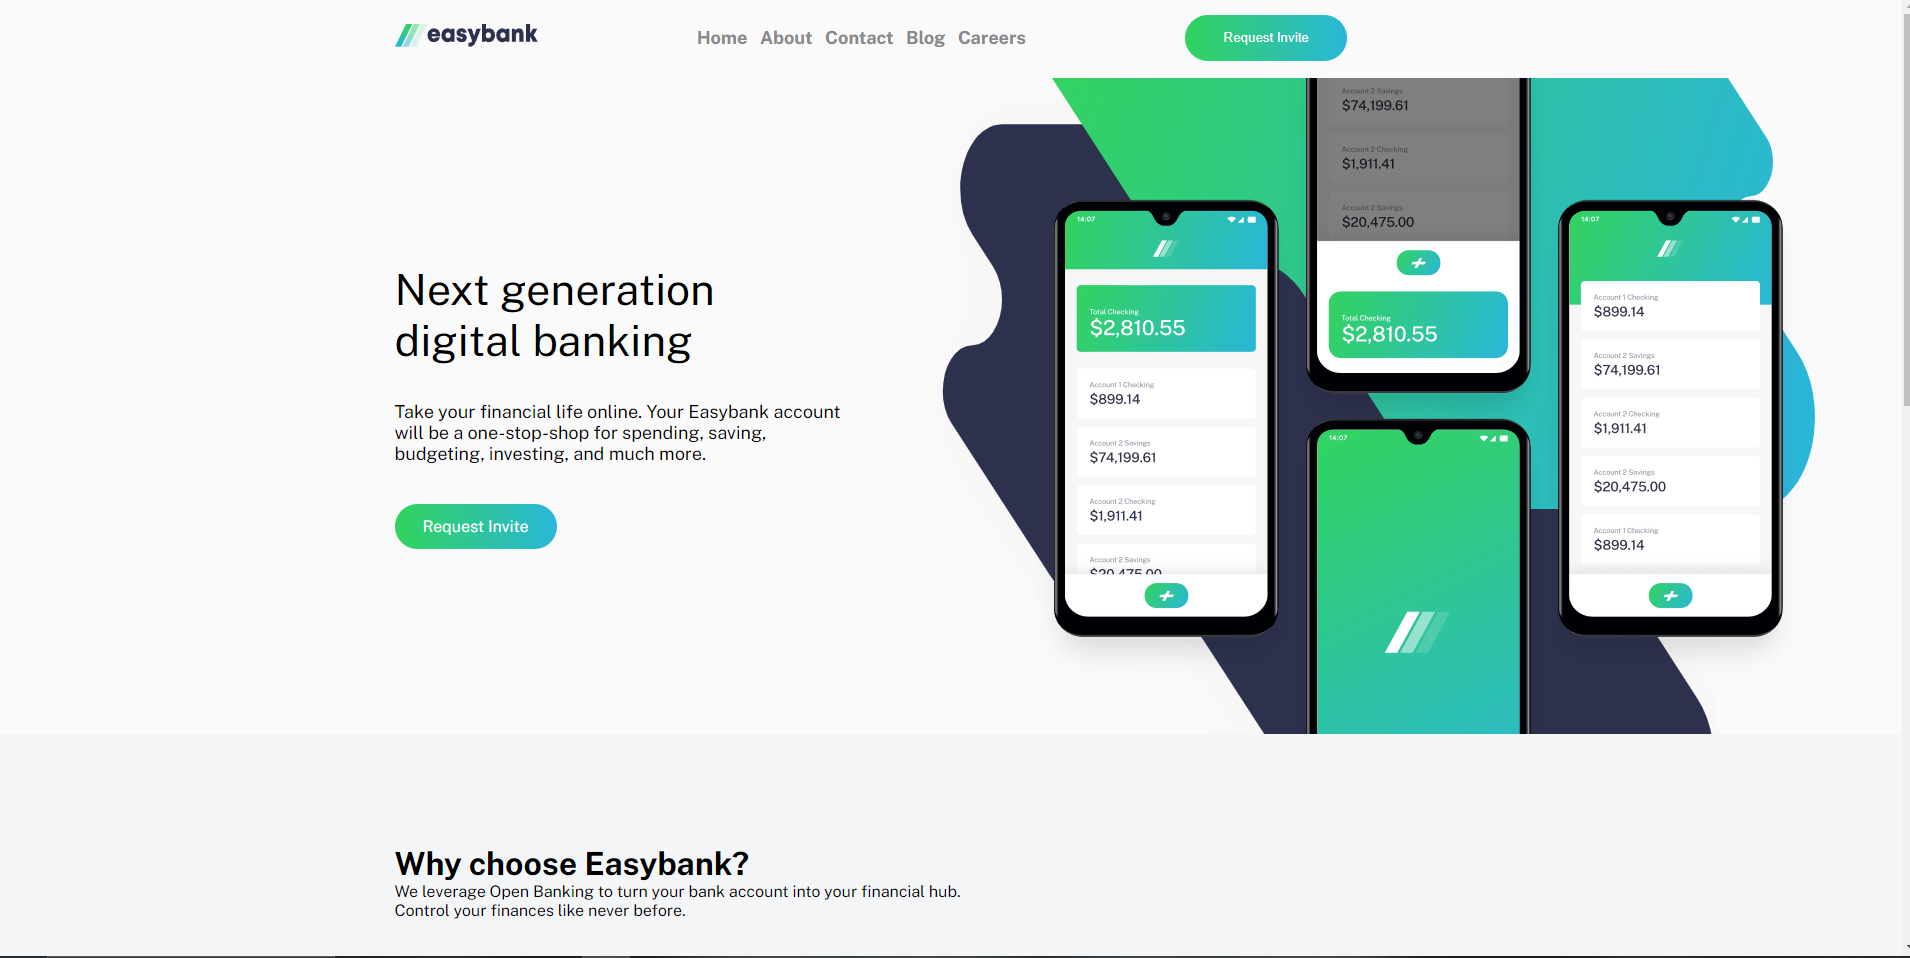 easybank
Home About Contact Blog Careers
Request Invite
Next generation
digital banking
Take your financial life online. Your Easybank account
will be a one-stop-shop for spending, saving,
budgeting, investing, and much more.
Request Invite
14:07
Total Checking
$2,810.55
Account 1 Checking
$899.14
Account 2 Savings
$74,199.61
Account 2 Checking
$1,911.41
Account 2 Savings
$20,475.00
Account 2 Savings
$74,199.61
Account 2 Checking
$1,911.41
Account 2 Savings
$20,475.00
Total Checking
$2,810.55
14:07
14:07
Account 1 Checking
$899.14
Account 2 Savings
$74,199.61
Account 2 Checking
$1,911.41
Account 2 Savings
$20,475.00
Account 1 Checking
$899.14
Why choose Easybank?
We leverage Open Banking to turn your bank account into your financial hub.
Control your finances like never before.